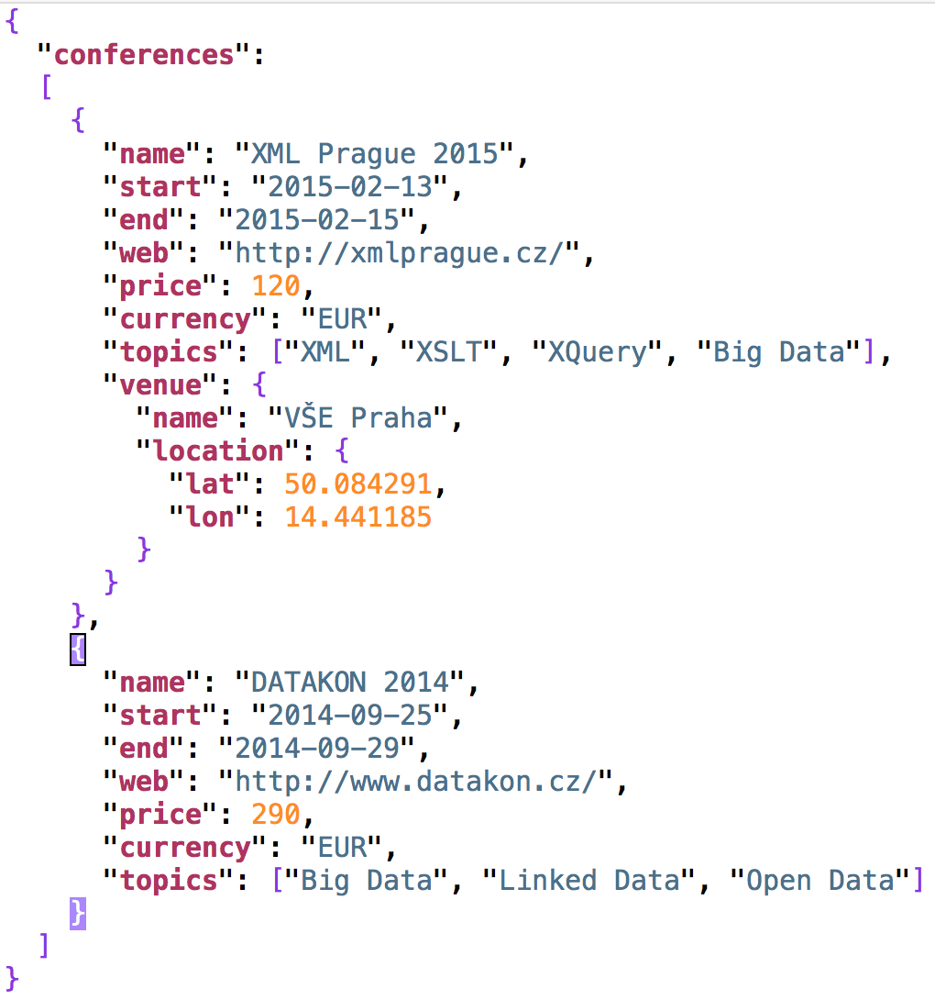 {
  "conferences":
  [
    {
      "name": "XML Prague 2015",
      "start": "2015-02-13",
      "end": "2015-02-15",
      "web": "http://xmlprague.cz/",
      "price": 120,
      "currency": "EUR",
      "topics": ["XML", "XSLT", "XQuery", "Big Data"],
      "venue": {
        "name": "VŠE Praha",
        "location": {
          "lat": 50.084291,
          "lon": 14.441185
        }
      }
    },
    {
      "name": "DATAKON 2014",
      "start": "2014-09-25",
      "end": "2014-09-29",
      "web": "http://www.datakon.cz/",
      "price": 290,
      "currency": "EUR",
      "topics": ["Big Data", "Linked Data", "Open Data"]
    }
  ]
}